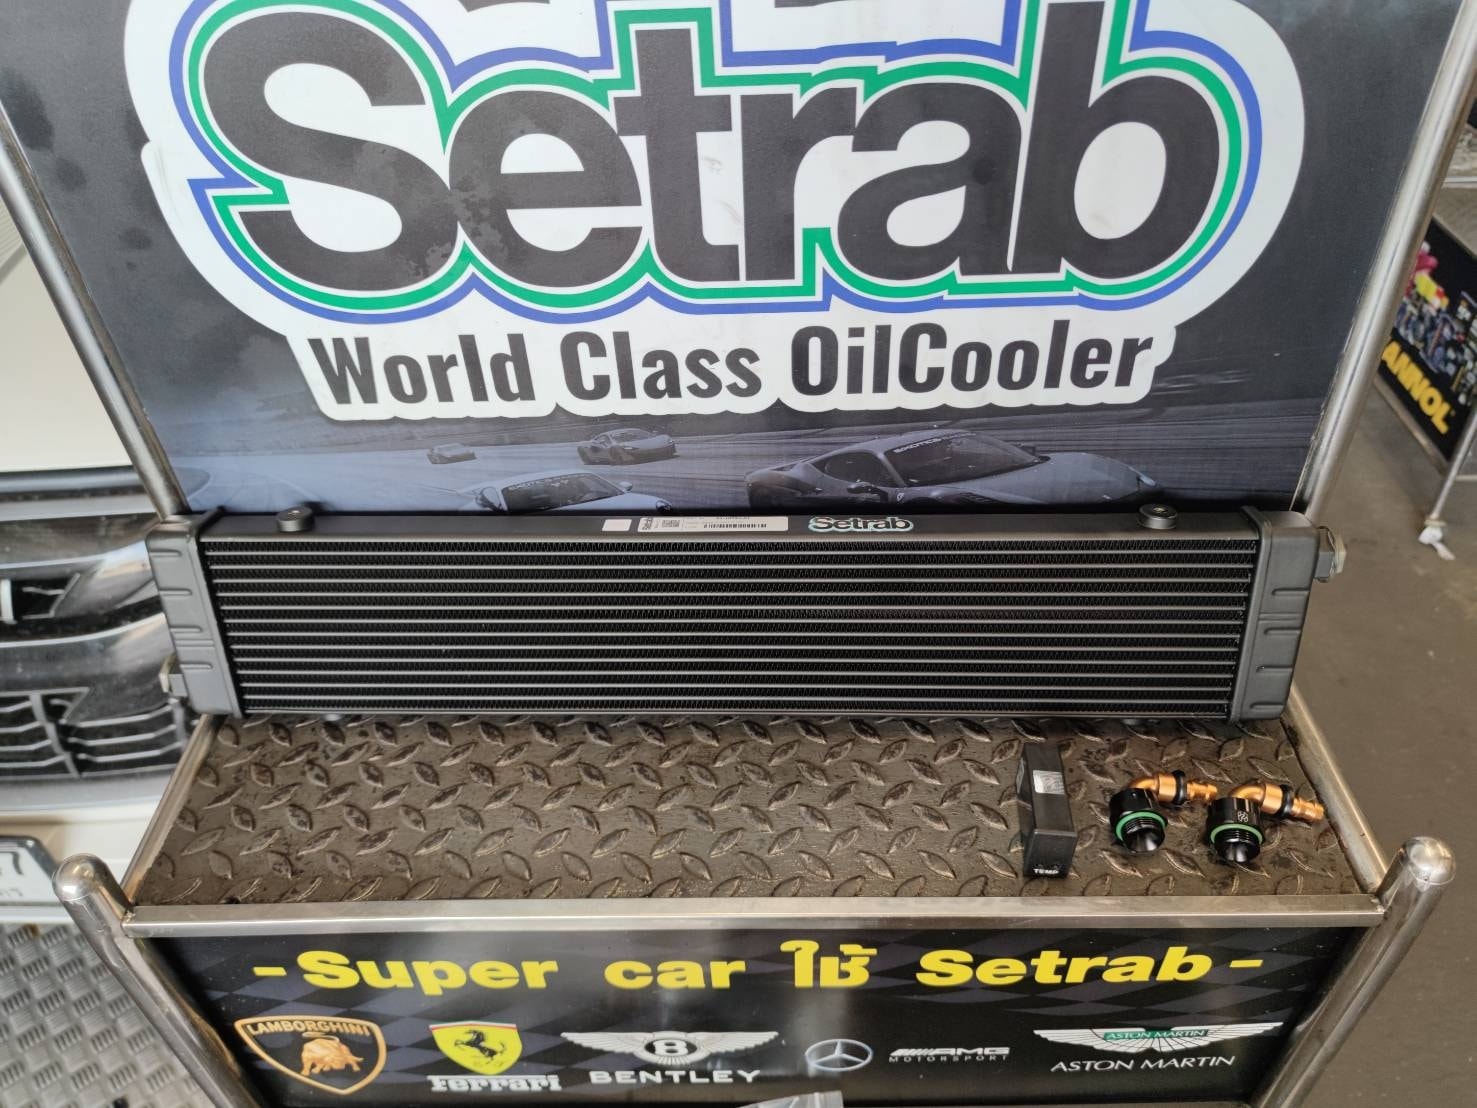 Setrab
World Class OilCooler
Setrab
ANNOL
TEMP
- Super car ใช้ Setrab -
LAMBORGHINI
Ferrari
B
BENTLEY
AMG
MOTORSPORT
ASTON MARTIN
ASTON MARTIN